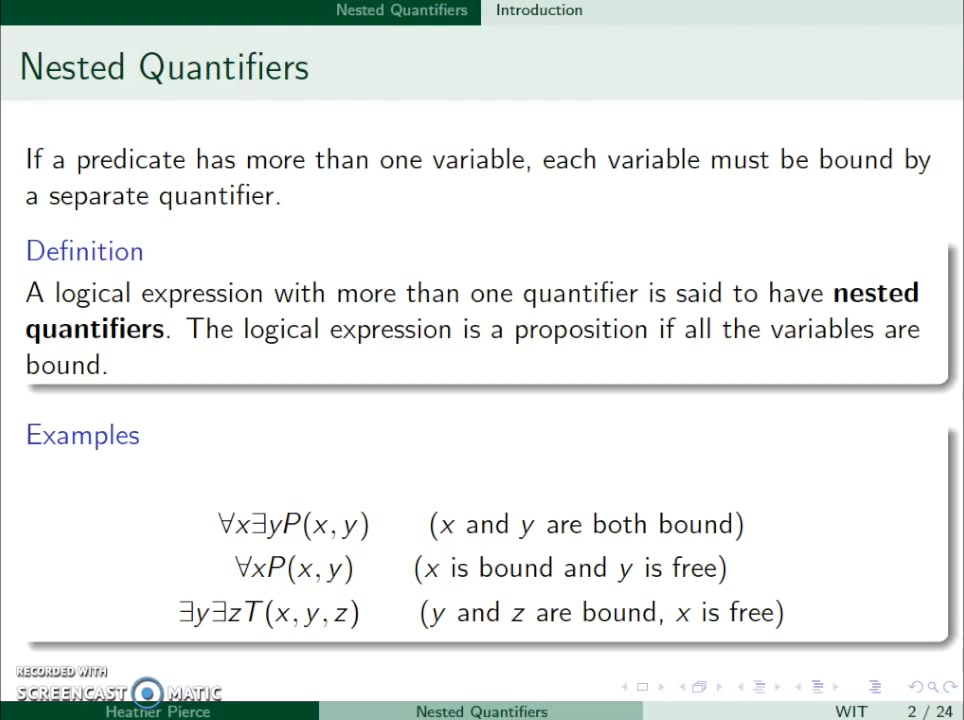 Nested Quantifiers Introduction
Nested Quantifiers
If a predicate has more than one variable, each variable must be bound by
a separate quantifier.
Definition
A logical expression with more than one quantifier is said to have nested
quantifiers. The logical expression is a proposition if all the variables are
bound.
Examples
∀x∃yP(x, y) (x and y are both bound)
∀xP(x, y) (x is bound and y is free)
∃y∃zT(x, y, z) (y and z are bound, x is free)
RECORDED WITH
SCREENCAST MATIC
Heather Pierce Nested Quantifiers WIT 2 / 24